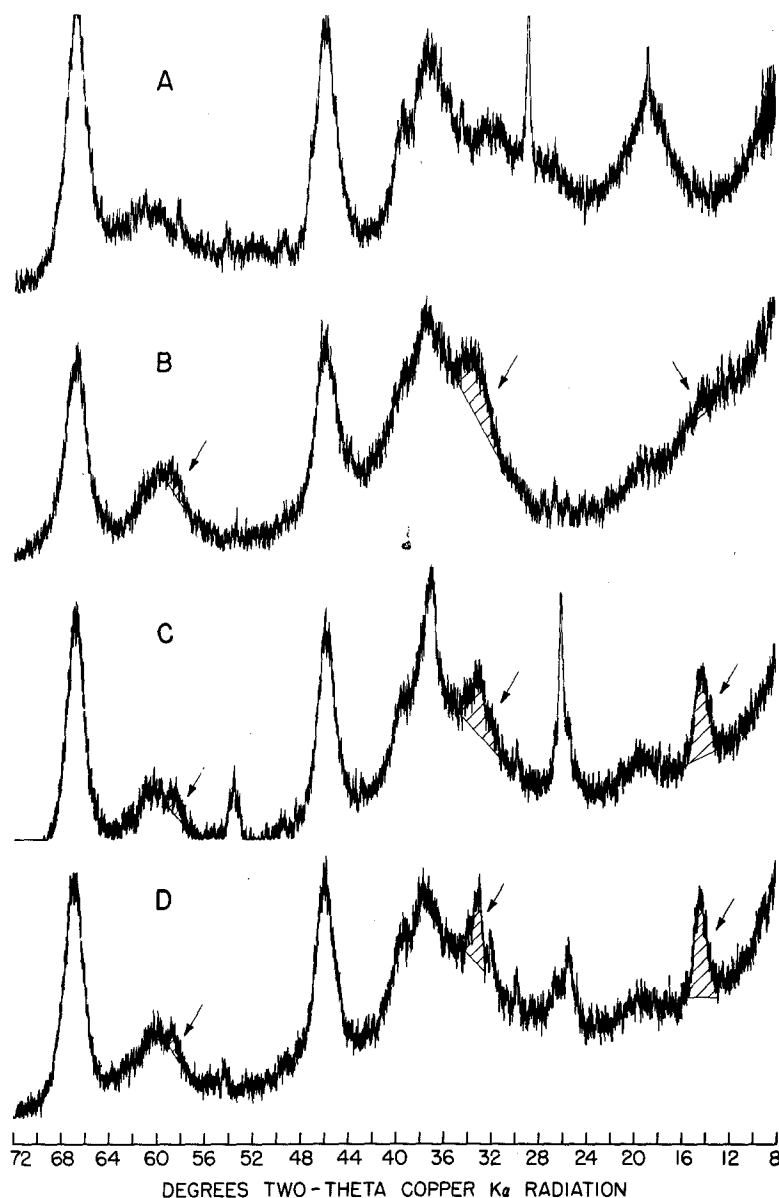 A
B
C
D
72 68 64 60 56 52 48 44 40 36 32 28 24 20 16 12 8
DEGREES TWO-THETA COPPER Kα RADIATION